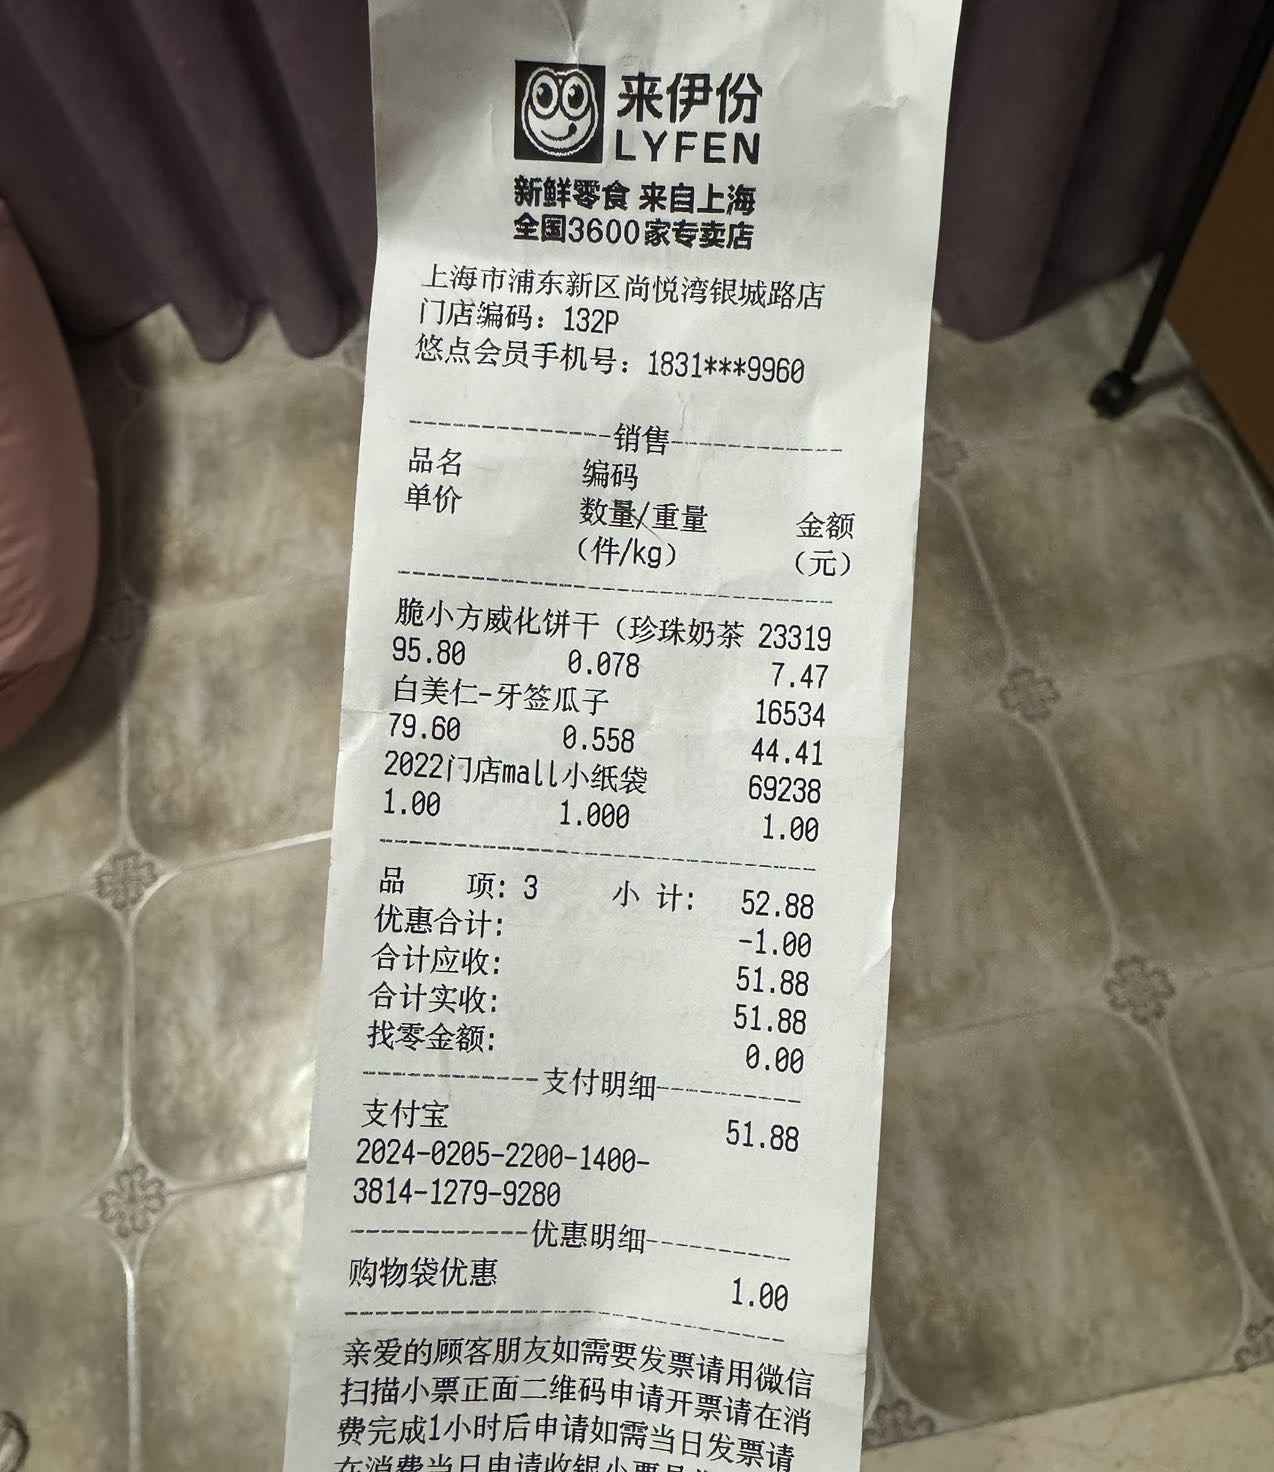 来伊份
LYFEN
新鲜零食 来自上海
全国3600家专卖店
上海市浦东新区尚悦湾银城路店
门店编码：132P
悠点会员手机号：1831***9960
---------------销售---------------
品名 编码
单价 数量/重量 金额
（件/kg） （元）
脆小方威化饼干（珍珠奶茶 23319
95.80 0.078 7.47
白美仁-牙签瓜子 16534
79.60 0.558 44.41
2022门店mall小纸袋 69238
1.00 1.000 1.00
品 项: 3 小 计: 52.88
优惠合计: -1.00
合计应收: 51.88
合计实收: 51.88
找零金额: 0.00
-------------支付明细-------------
支付宝 51.88
2024-0205-2200-1400-
3814-1279-9280
-------------优惠明细-------------
购物袋优惠 1.00
亲爱的顾客朋友如需要发票请用微信
扫描小票正面二维码申请开票请在消
费完成1小时后申请如需当日发票请
在消费当日申请收银小票